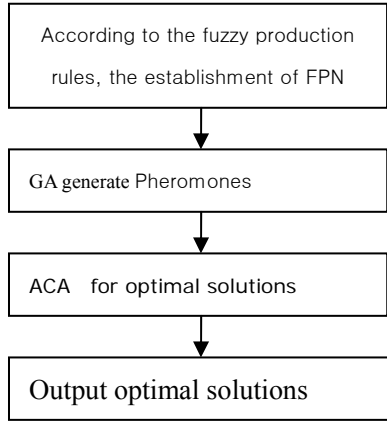 According to the fuzzy production
rules, the establishment of FPN
GA generate Pheromones
ACA for optimal solutions
Output optimal solutions